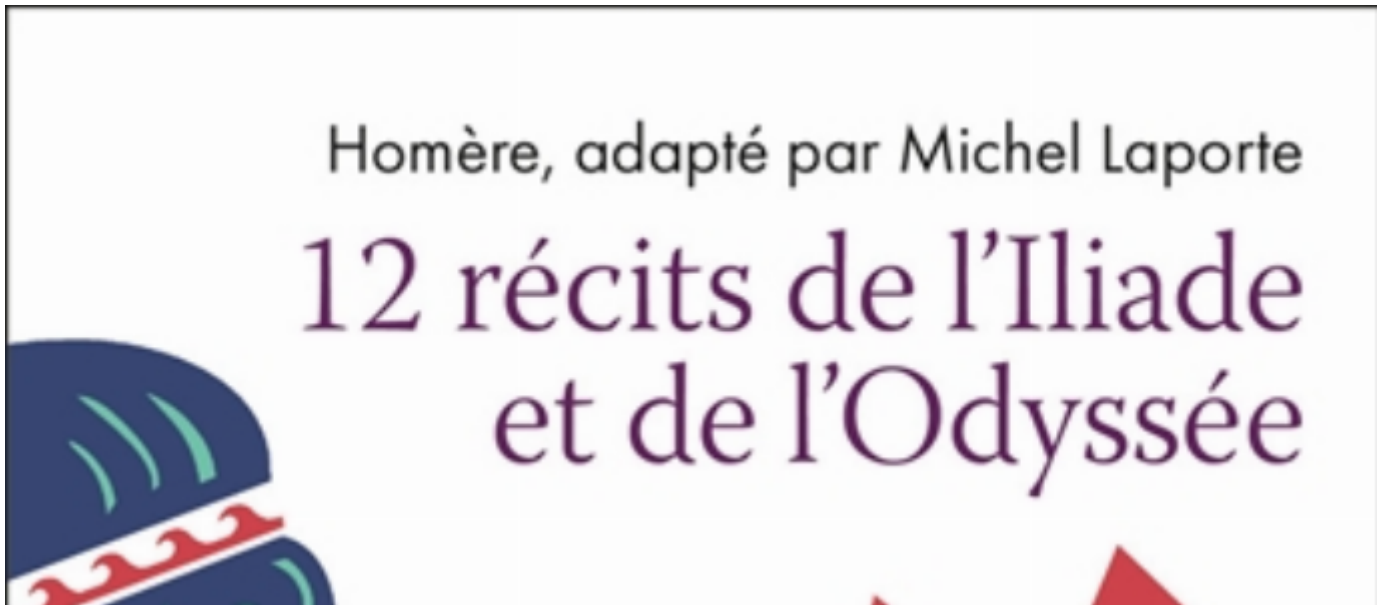 Homère, adapté par Michel Laporte
12 récits de l'Iliade
et de l'Odyssée